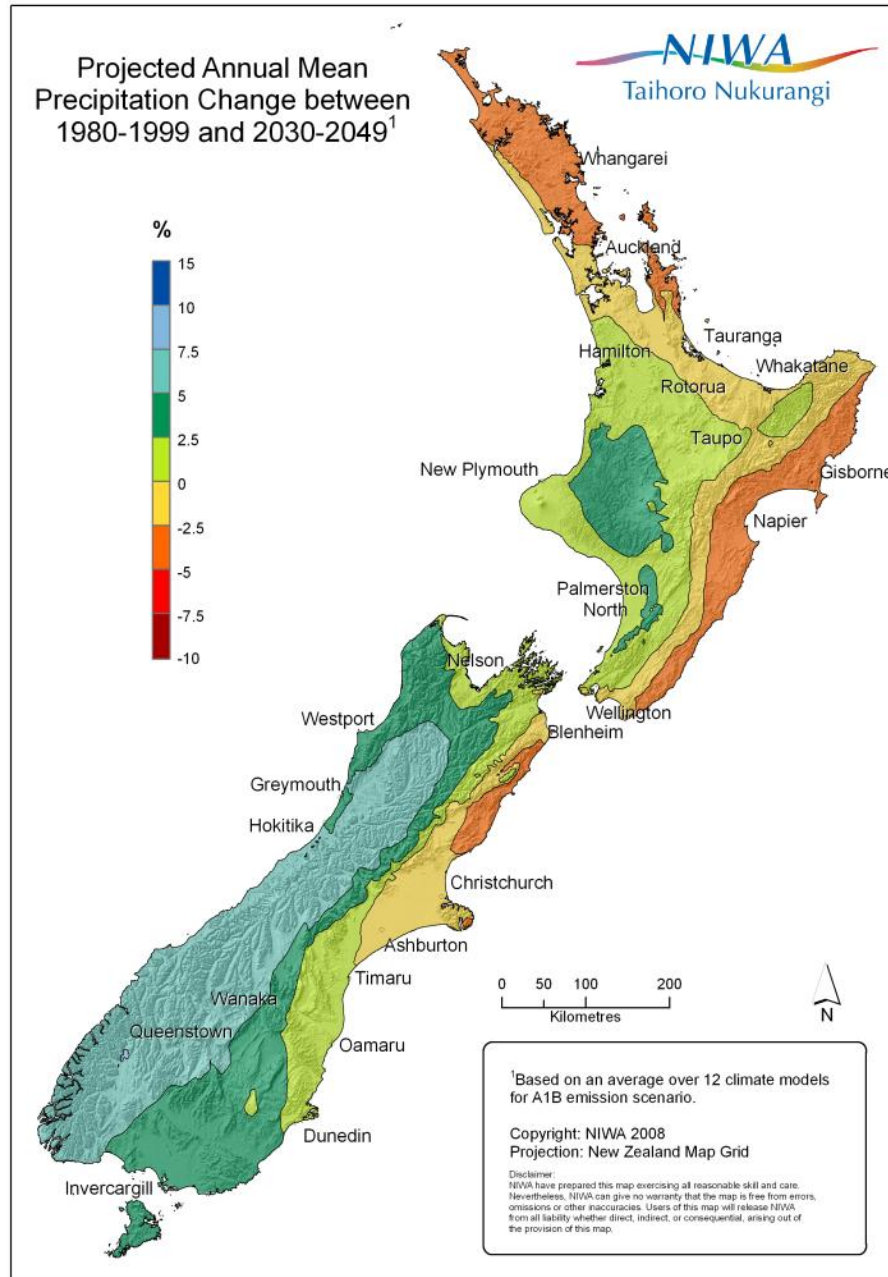 Projected Annual Mean
Precipitation Change between
1980-1999 and 2030-2049¹
NIWA
Taihoro Nukurangi
%
15
10
7.5
5
2.5
0
-2.5
-5
-7.5
-10
Whangarei
Auckland
Tauranga
Hamilton
Whakatane
Rotorua
Taupo
New Plymouth
Gisborne
Napier
Palmerston
North
Nelson
Wellington
Westport
Blenheim
Greymouth
Hokitika
Christchurch
Ashburton
Timaru
Wanaka
Queenstown
Oamaru
Dunedin
Invercargill
0 50 100 200
Kilometres
N
¹Based on an average over 12 climate models
for A1B emission scenario.
Copyright: NIWA 2008
Projection: New Zealand Map Grid
Disclaimer:
NIWA have prepared this map exercising all reasonable skill and care.
Nevertheless, NIWA can give no warranty that the map is free from errors,
omissions or other inaccuracies. Users of this map will release NIWA
from all liability whether direct, indirect, or consequential, arising out of
the provision of this map.